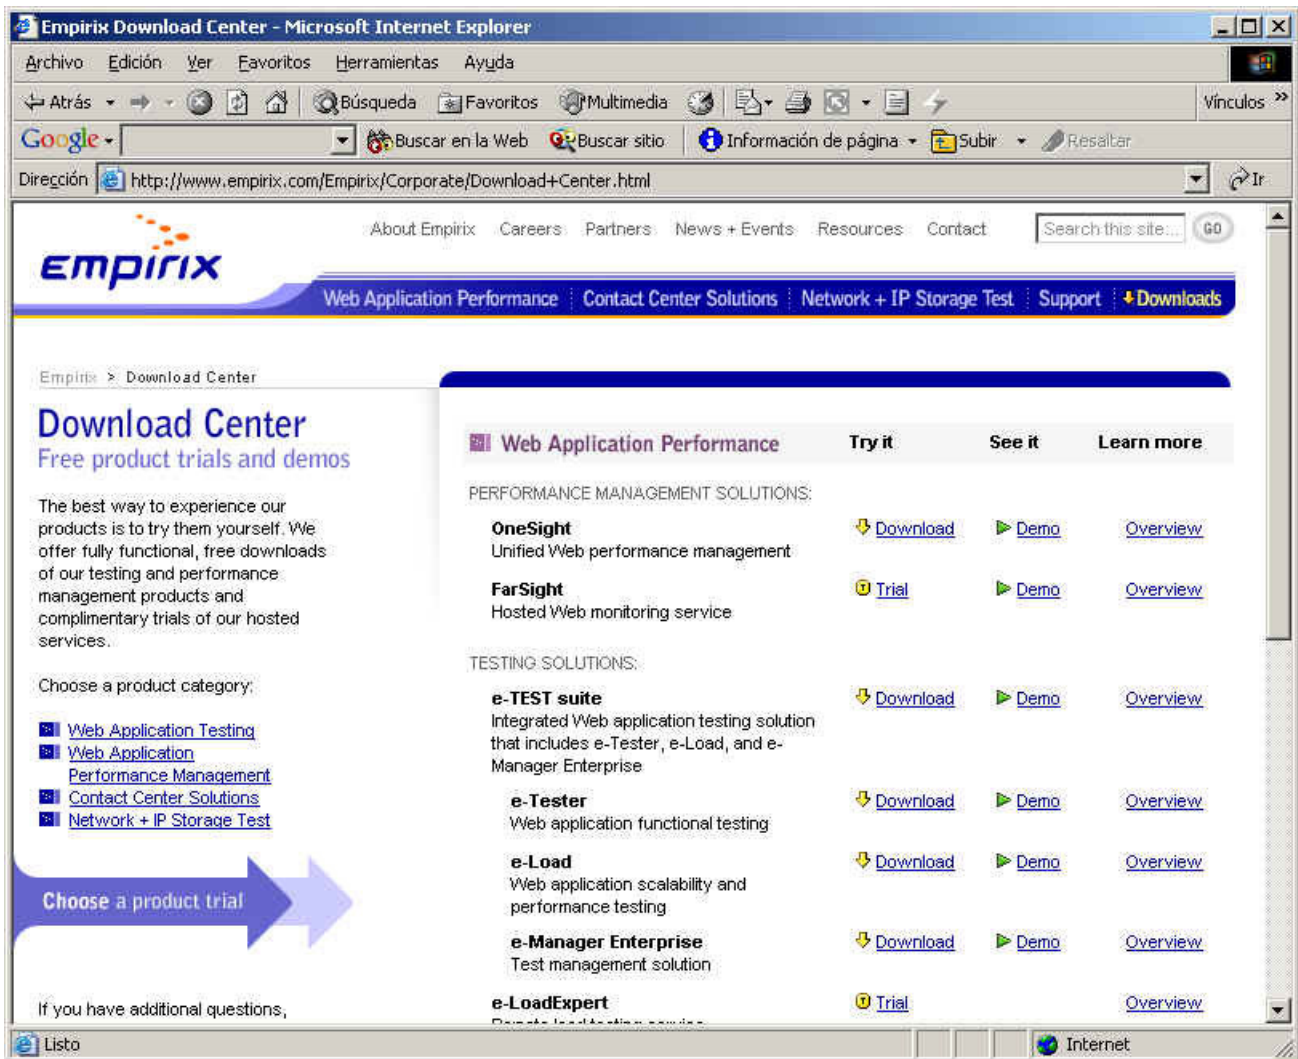 Empirix Download Center - Microsoft Internet Explorer
Archivo Edición Ver Favoritos Herramientas Ayuda
Atrás Búsqueda Favoritos Multimedia Vínculos »
Google Buscar en la Web Buscar sitio Información de página Subir Resaltar
Dirección http://www.empirix.com/Empirix/Corporate/Download+Center.html Ir
About Empirix Careers Partners News + Events Resources Contact Search this site:... GO
EMPIRIX
Web Application Performance Contact Center Solutions Network + IP Storage Test Support Downloads
Empirix > Download Center
Download Center
Free product trials and demos
The best way to experience our
products is to try them yourself. We
offer fully functional, free downloads
of our testing and performance
management products and
complimentary trials of our hosted
services.
Choose a product category:
Web Application Testing
Web Application
Performance Management
Contact Center Solutions
Network + IP Storage Test
Choose a product trial
If you have additional questions,
Web Application Performance Try it See it Learn more
PERFORMANCE MANAGEMENT SOLUTIONS:
OneSight Download Demo Overview
Unified Web performance management
FarSight Trial Demo Overview
Hosted Web monitoring service
TESTING SOLUTIONS:
e-TEST suite Download Demo Overview
Integrated Web application testing solution
that includes e-Tester, e-Load, and e-
Manager Enterprise
e-Tester Download Demo Overview
Web application functional testing
e-Load Download Demo Overview
Web application scalability and
performance testing
e-Manager Enterprise Download Demo Overview
Test management solution
e-LoadExpert Trial Overview
Remote load testing service
Listo Internet